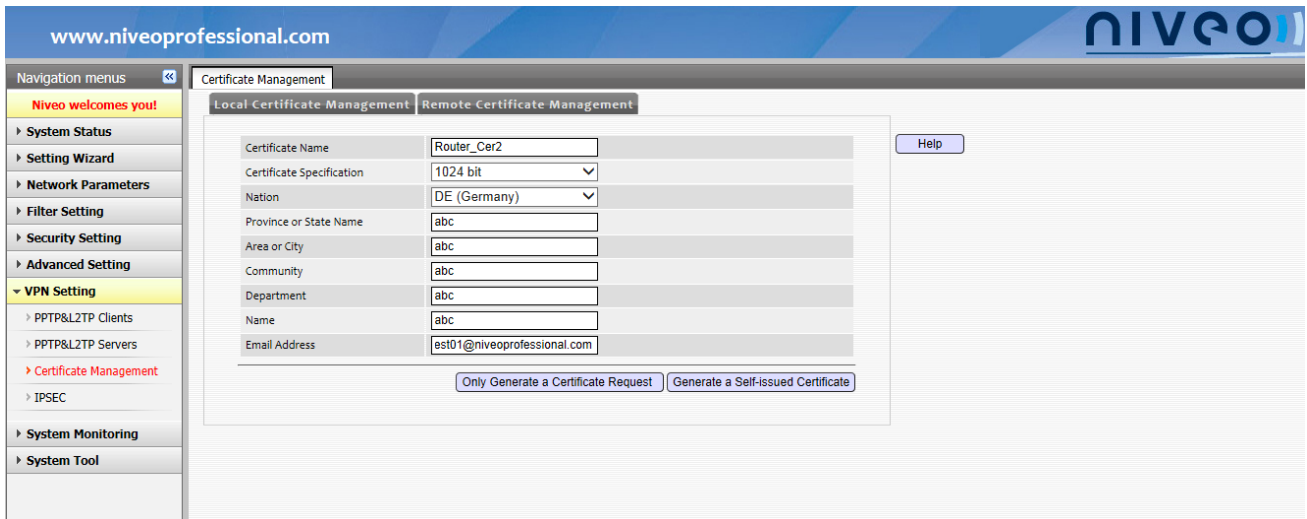 www.niveoprofessional.com
niveo
Navigation menus «
Niveo welcomes you!
System Status
Setting Wizard
Network Parameters
Filter Setting
Security Setting
Advanced Setting
VPN Setting
PPTP&L2TP Clients
PPTP&L2TP Servers
Certificate Management
IPSEC
System Monitoring
System Tool
Certificate Management
Local Certificate Management Remote Certificate Management
Certificate Name Router_Cer2
Certificate Specification 1024 bit
Nation DE (Germany)
Province or State Name abc
Area or City abc
Community abc
Department abc
Name abc
Email Address est01@niveoprofessional.com
Only Generate a Certificate Request Generate a Self-issued Certificate
Help